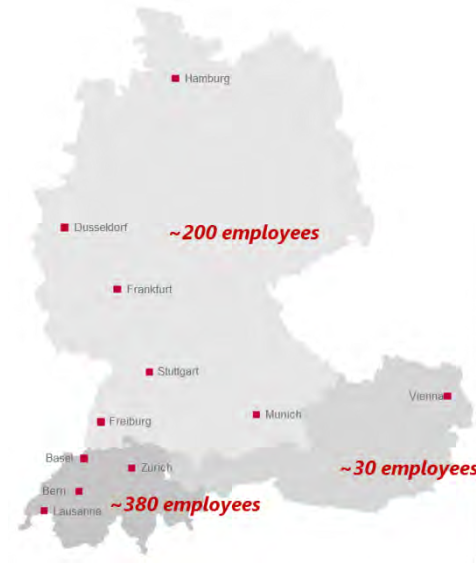 Hamburg
Dusseldorf
~200 employees
Frankfurt
Stuttgart
Vienna
Freiburg
Munich
Basel
Zurich
~30 employees
Bern
~380 employees
Lausanne